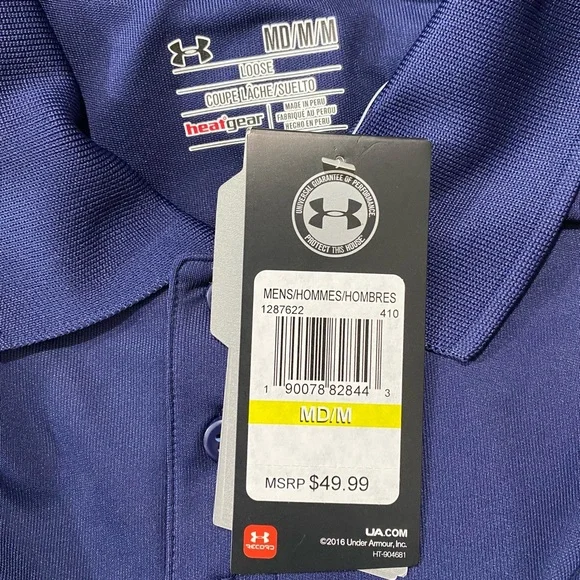 MD/M/M
LOOSE
COUPE LÂCHE/SUELTO
heatgear
MADE IN PERU
FABRIQUÉ AU PEROU
HECHO EN PERU
UNIVERSAL GUARANTEE OF PERFORMANCE
PROTECT THIS HOUSE
MENS/HOMMES/HOMBRES
1287622 410
1 90078 82844 3
MD/M
MSRP $49.99
RECORD
UA.COM
©2016 Under Armour, Inc.
HT-904681